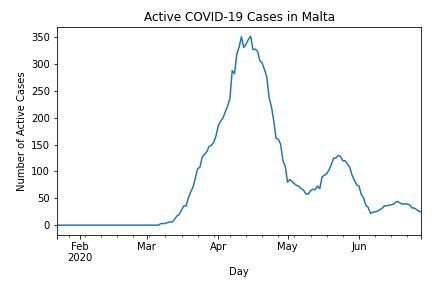 Active COVID-19 Cases in Malta
Number of Active Cases
350
300
250
200
150
100
50
0
Feb Mar Apr May Jun
2020
Day